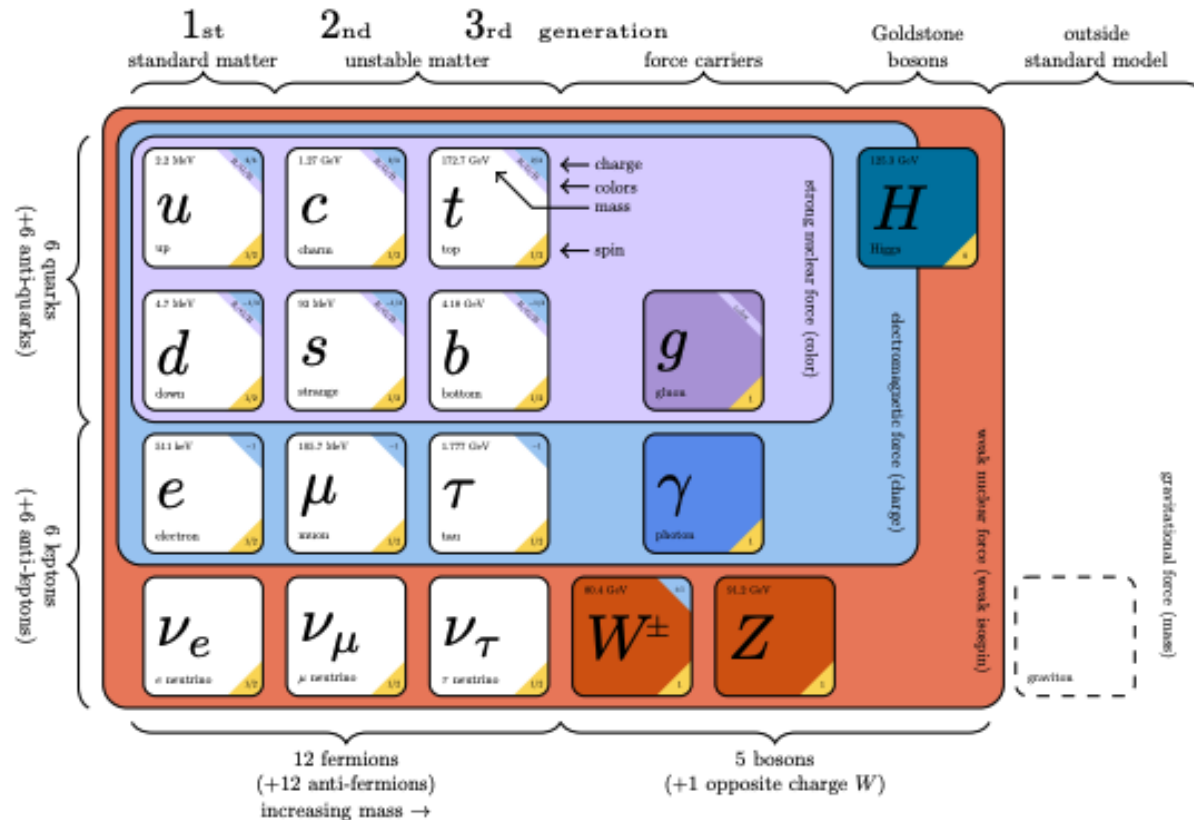 1st 2nd 3rd generation
standard matter unstable matter force carriers
Goldstone
bosons
outside
standard model
6 quarks
(+6 anti-quarks)
6 leptons
(+6 anti-leptons)
2.2 MeV
u
up
1/2
1.27 GeV
c
charm
1/2
172.7 GeV
t
top
1/2
charge
colors
mass
spin
4.7 MeV
d
down
1/2
93 MeV
s
strange
1/2
4.18 GeV
b
bottom
1/2
g
gluon
1
strong nuclear force (color)
H
Higgs
electromagnetic force (charge)
−1
e
electron
1/2
105.7 MeV −1
μ
muon
1/2
1.777 GeV −1
τ
tau
1/2
γ
photon
1
weak nuclear force (weak isospin)
νe
e neutrino
1/2
νμ
μ neutrino
1/2
ντ
τ neutrino
1/2
80.4 GeV
W±
1
91.2 GeV
Z
1
graviton
gravitational force (mass)
12 fermions
(+12 anti-fermions)
increasing mass →
5 bosons
(+1 opposite charge W)